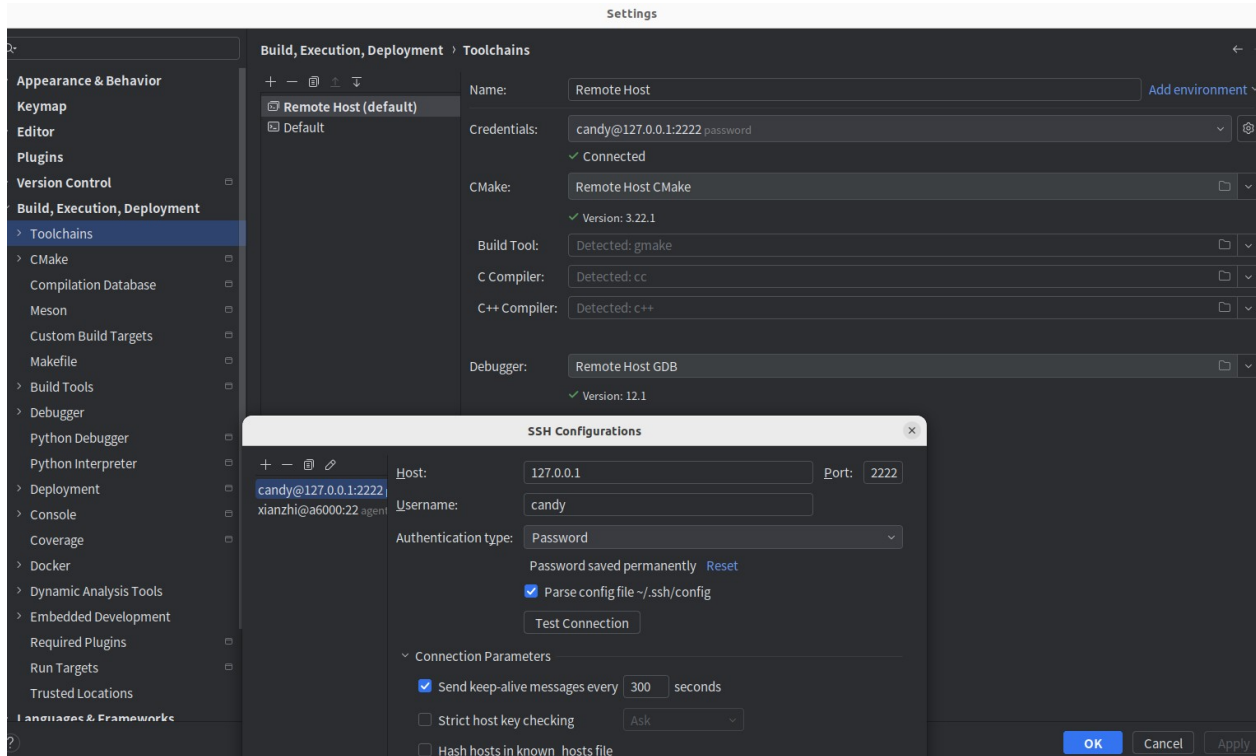 Settings
Build, Execution, Deployment › Toolchains
Appearance & Behavior
Keymap
Editor
Plugins
Version Control
Build, Execution, Deployment
Toolchains
CMake
Compilation Database
Meson
Custom Build Targets
Makefile
Build Tools
Debugger
Python Debugger
Python Interpreter
Deployment
Console
Coverage
Docker
Dynamic Analysis Tools
Embedded Development
Required Plugins
Run Targets
Trusted Locations
Languages & Frameworks
Remote Host (default)
Default
Name: Remote Host Add environment
Credentials: candy@127.0.0.1:2222 password
Connected
CMake: Remote Host CMake
Version: 3.22.1
Build Tool: Detected: gmake
C Compiler: Detected: cc
C++ Compiler: Detected: c++
Debugger: Remote Host GDB
Version: 12.1
SSH Configurations
candy@127.0.0.1:2222
xianzhi@a6000:22 agent
Host: 127.0.0.1 Port: 2222
Username: candy
Authentication type: Password
Password saved permanently Reset
Parse config file ~/.ssh/config
Test Connection
Connection Parameters
Send keep-alive messages every 300 seconds
Strict host key checking Ask
Hash hosts in known_hosts file
? OK Cancel Apply